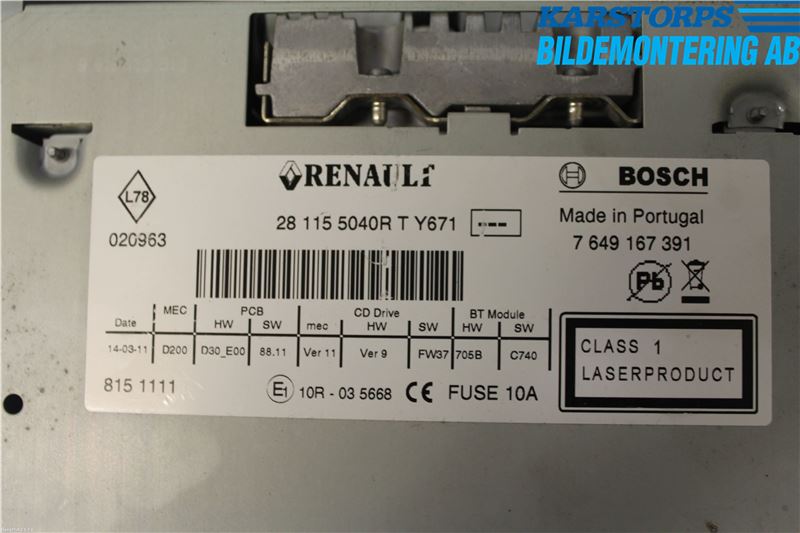 KARSTORPS
BILDEMONTERING AB
L78
020963
RENAULT
28 115 5040R T Y671
BOSCH
Made in Portugal
7 649 167 391
Pb
MEC PCB CD Drive BT Module
Date HW SW mec HW SW HW SW
14-03-11 D200 D30_E00 88.11 Ver 11 Ver 9 FW37 705B C740
815 1111
E1 10R - 03 5668 CE FUSE 10A
CLASS 1
LASERPRODUCT